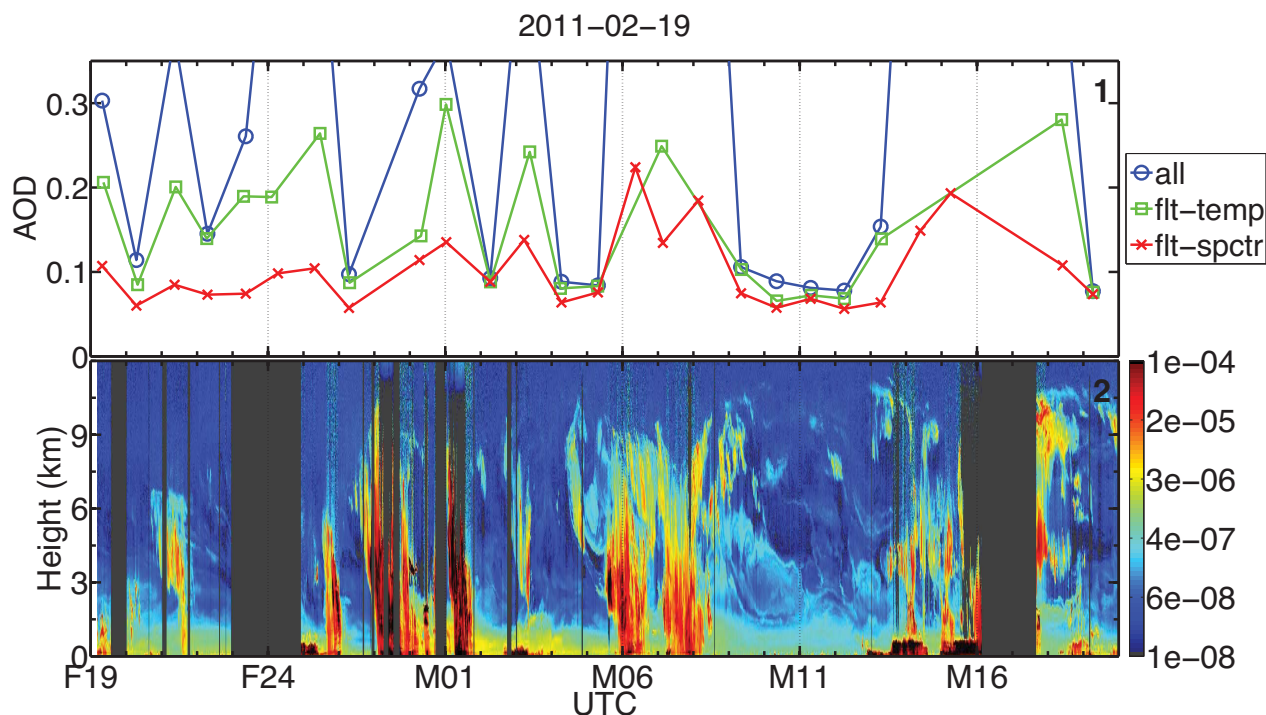 2011-02-19
1
0.3
0.2
0.1
0
AOD
all
flt-temp
flt-spctr
2
9
6
3
0
Height (km)
1e-04
2e-05
3e-06
4e-07
6e-08
1e-08
F19 F24 M01 M06 M11 M16
UTC